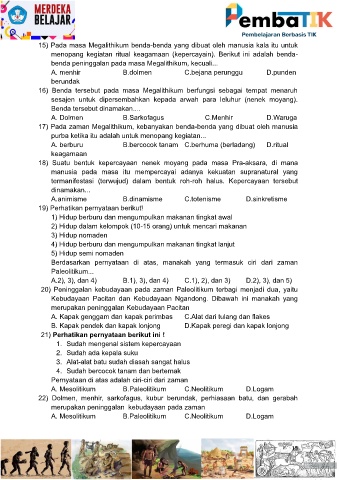 MERDEKA
BELAJAR
PembaTIK
Pembelajaran Berbasis TIK
15) Pada masa Megalithikum benda-benda yang dibuat oleh manusia kala itu untuk
menopang kegiatan ritual keagamaan (kepercayain). Berikut ini adalah benda-
benda peninggalan pada masa Megalithikum, kecuali...
A. menhir B.dolmen C.bejana perunggu D.punden
berundak
16) Benda tersebut pada masa Megalithikum berfungsi sebagai tempat menaruh
sesajen untuk dipersembahkan kepada arwah para leluhur (nenek moyang).
Benda tersebut dinamakan....
A. Dolmen B.Sarkofagus C.Menhir D.Waruga
17) Pada zaman Megalithikum, kebanyakan benda-benda yang dibuat oleh manusia
purba ketika itu adalah untuk menopang kegiatan...
A. berburu B.bercocok tanam C.berhuma (berladang) D.ritual
keagamaan
18) Suatu bentuk kepercayaan nenek moyang pada masa Pra-aksara, di mana
manusia pada masa itu mempercayai adanya kekuatan supranatural yang
termanifestasi (terwujud) dalam bentuk roh-roh halus. Kepercayaan tersebut
dinamakan...
A.animisme B.dinamisme C.totenisme D.sinkretisme
19) Perhatikan pernyataan berikut!
1) Hidup berburu dan mengumpulkan makanan tingkat awal
2) Hidup dalam kelompok (10-15 orang) untuk mencari makanan
3) Hidup nomaden
4) Hidup berburu dan mengumpulkan makanan tingkat lanjut
5) Hidup semi nomaden
Berdasarkan pernyataan di atas, manakah yang termasuk ciri dari zaman
Paleolitikum...
A.2), 3), dan 4) B.1), 3), dan 4) C.1), 2), dan 3) D.2), 3), dan 5)
20) Peninggalan kebudayaan pada zaman Paleolitikum terbagi menjadi dua, yaitu
Kebudayaan Pacitan dan Kebudayaan Ngandong. Dibawah ini manakah yang
merupakan peninggalan Kebudayaan Pacitan
A. Kapak genggam dan kapak perimbas C.Alat dari tulang dan flakes
B. Kapak pendek dan kapak lonjong D.Kapak peregi dan kapak lonjong
21) Perhatikan pernyataan berikut ini !
1. Sudah mengenal sistem kepercayaan
2. Sudah ada kepala suku
3. Alat-alat batu sudah diasah sangat halus
4. Sudah bercocok tanam dan berternak
Pernyataan di atas adalah ciri-ciri dari zaman
A. Mesolitikum B.Paleolitikum C.Neolitikum D.Logam
22) Dolmen, menhir, sarkofagus, kubur berundak, perhiasaan batu, dan gerabah
merupakan peninggalan kebudayaan pada zaman
A. Mesolitikum B.Paleolitikum C.Neolitikum D.Logam